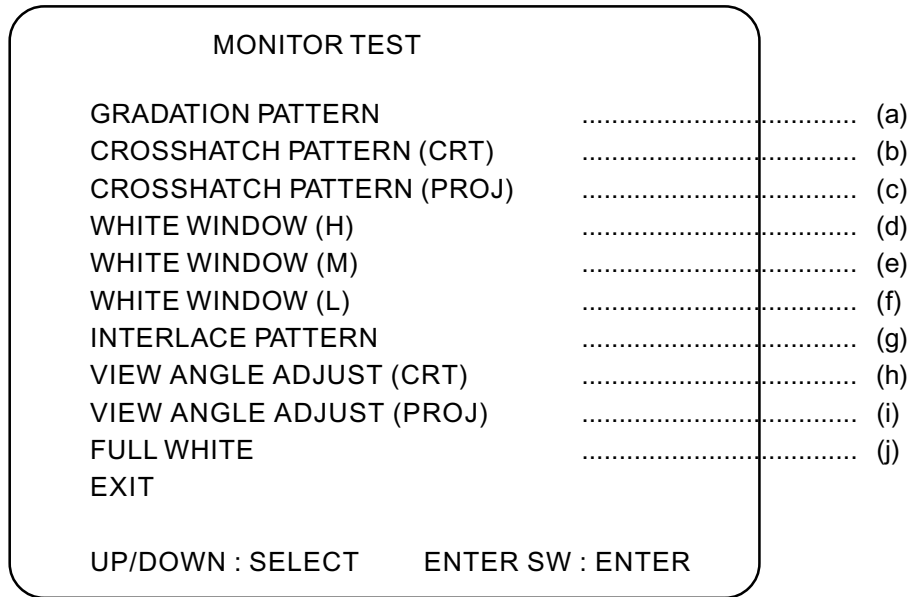 MONITOR TEST
GRADATION PATTERN ..................................... (a)
CROSSHATCH PATTERN (CRT) ..................................... (b)
CROSSHATCH PATTERN (PROJ) ..................................... (c)
WHITE WINDOW (H) ..................................... (d)
WHITE WINDOW (M) ..................................... (e)
WHITE WINDOW (L) ..................................... (f)
INTERLACE PATTERN ..................................... (g)
VIEW ANGLE ADJUST (CRT) ..................................... (h)
VIEW ANGLE ADJUST (PROJ) ..................................... (i)
FULL WHITE ..................................... (j)
EXIT
UP/DOWN : SELECT ENTER SW : ENTER